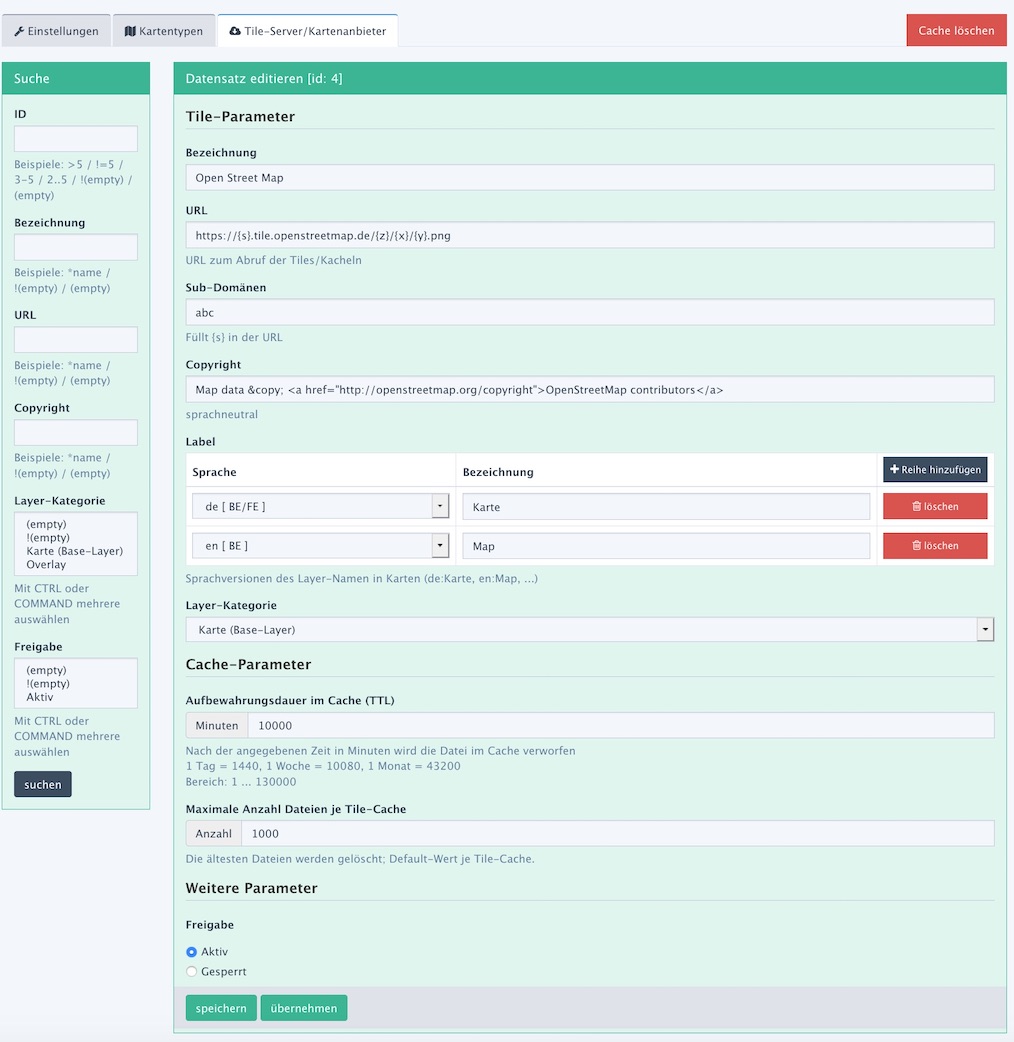 Einstellungen
Kartentypen
Tile-Server/Kartenanbieter
Cache löschen
Suche
ID
Beispiele: >5 / !=5 /
3-5 / 2..5 / !(empty) /
(empty)
Bezeichnung
Beispiele: *name /
!(empty) / (empty)
URL
Beispiele: *name /
!(empty) / (empty)
Copyright
Beispiele: *name /
!(empty) / (empty)
Layer-Kategorie
(empty)
!(empty)
Karte (Base-Layer)
Overlay
Mit CTRL oder
COMMAND mehrere
auswählen
Freigabe
(empty)
!(empty)
Aktiv
Mit CTRL oder
COMMAND mehrere
auswählen
suchen
Datensatz editieren [id: 4]
Tile-Parameter
Bezeichnung
Open Street Map
URL
https://{s}.tile.openstreetmap.de/{z}/{x}/{y}.png
URL zum Abruf der Tiles/Kacheln
Sub-Domänen
abc
Füllt {s} in der URL
Copyright
Map data &copy; <a href="http://openstreetmap.org/copyright">OpenStreetMap contributors</a>
sprachneutral
Label
Sprache Bezeichnung Reihe hinzufügen
de [ BE/FE ] Karte löschen
en [ BE ] Map löschen
Sprachversionen des Layer-Namen in Karten (de:Karte, en:Map, ...)
Layer-Kategorie
Karte (Base-Layer)
Cache-Parameter
Aufbewahrungsdauer im Cache (TTL)
Minuten 10000
Nach der angegebenen Zeit in Minuten wird die Datei im Cache verworfen
1 Tag = 1440, 1 Woche = 10080, 1 Monat = 43200
Bereich: 1 ... 130000
Maximale Anzahl Dateien je Tile-Cache
Anzahl 1000
Die ältesten Dateien werden gelöscht; Default-Wert je Tile-Cache.
Weitere Parameter
Freigabe
Aktiv
Gesperrt
speichern übernehmen